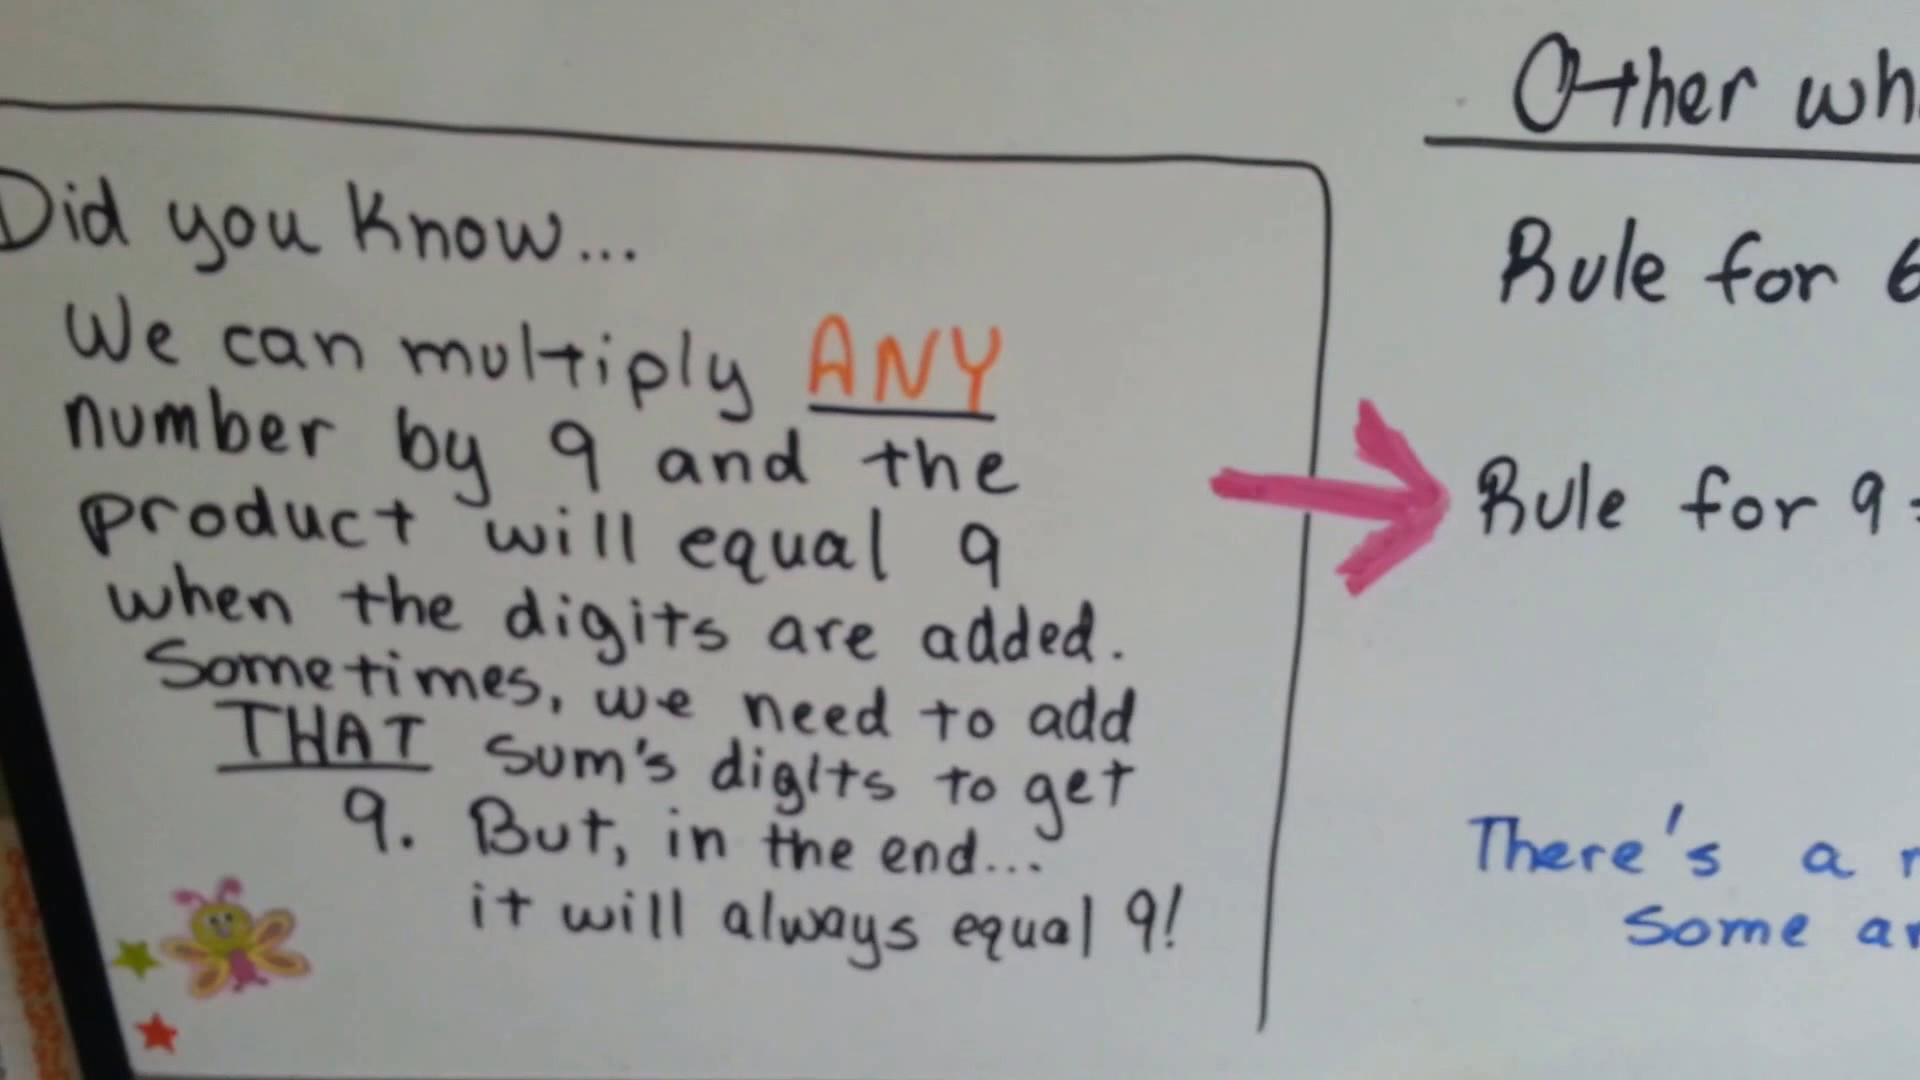 Did you know...
We can multiply ANY
number by 9 and the
product will equal 9
when the digits are added.
Sometimes, we need to add
THAT sum's digits to get
9. But, in the end...
it will always equal 9!
Other
Rule for 6
Rule for 9
There's a
Some